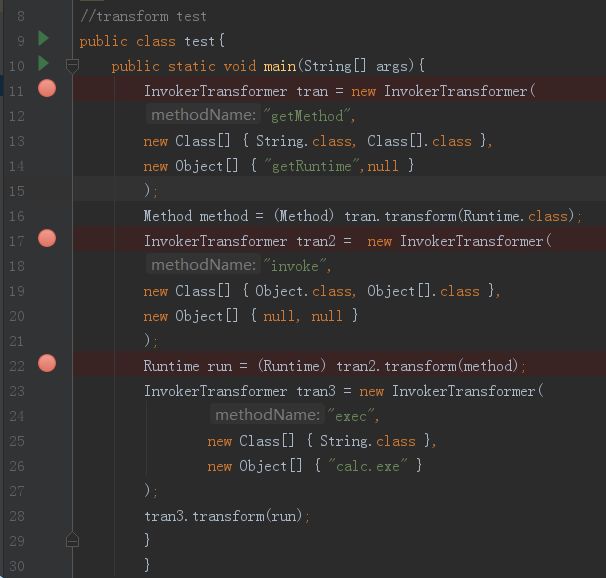 8 //transform test
9 public class test{
10 public static void main(String[] args){
11 InvokerTransformer tran = new InvokerTransformer(
12 methodName: "getMethod",
13 new Class[] { String.class, Class[].class },
14 new Object[] { "getRuntime",null }
15 );
16 Method method = (Method) tran.transform(Runtime.class);
17 InvokerTransformer tran2 =  new InvokerTransformer(
18 methodName: "invoke",
19 new Class[] { Object.class, Object[].class },
20 new Object[] { null, null }
21 );
22 Runtime run = (Runtime) tran2.transform(method);
23 InvokerTransformer tran3 = new InvokerTransformer(
24 methodName: "exec",
25 new Class[] { String.class },
26 new Object[] { "calc.exe" }
27 );
28 tran3.transform(run);
29 }
30 }